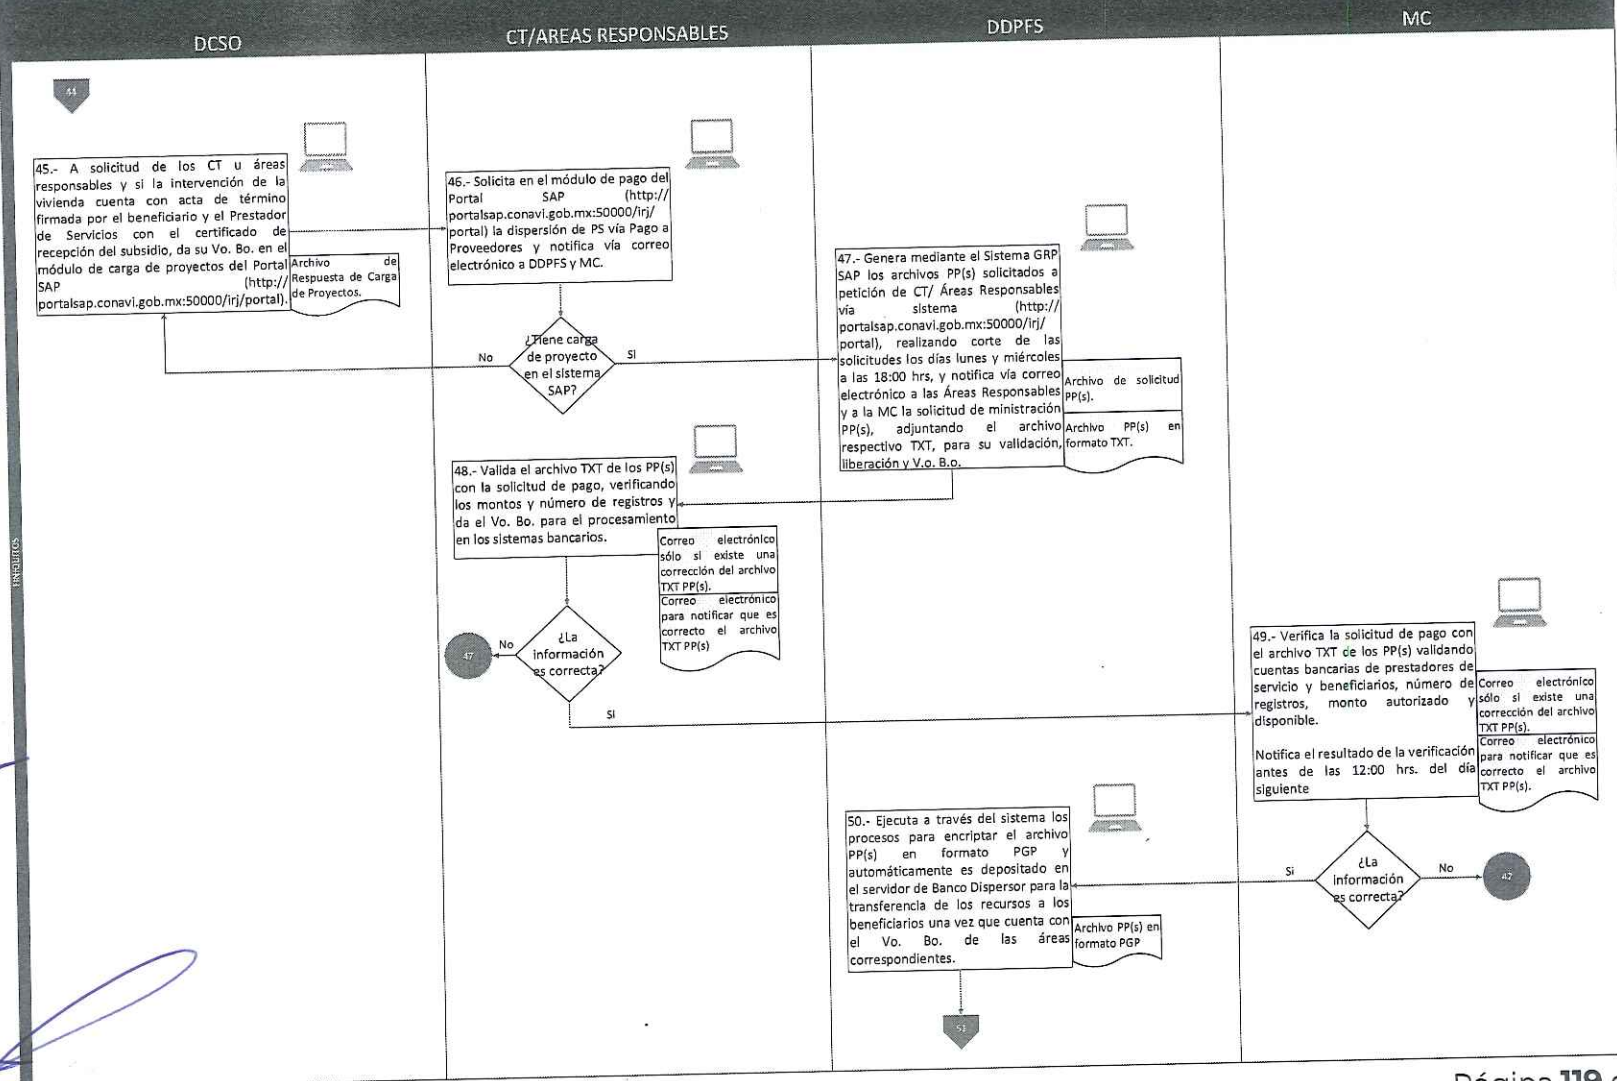 DCSO
CT/AREAS RESPONSABLES
DDPFS
MC
44
45.- A solicitud de los CT u áreas
responsables y si la intervención de la
vivienda cuenta con acta de término
firmada por el beneficiario y el Prestador
de Servicios con el certificado de
recepción del subsidio, da su Vo. Bo. en el
módulo de carga de proyectos del Portal
SAP (http://
portalsap.conavi.gob.mx:50000/irj/portal).
Archivo de
Respuesta de Carga
de Proyectos.
46.- Solicita en el módulo de pago del
Portal SAP (http://
portalsap.conavi.gob.mx:50000/irj/
portal) la dispersión de PS vía Pago a
Proveedores y notifica vía correo
electrónico a DDPFS y MC.
¿Tiene carga
de proyecto
en el sistema
SAP?
No
SI
47.- Genera mediante el Sistema GRP
SAP los archivos PP(s) solicitados a
petición de CT/ Áreas Responsables
vía sistema (http://
portalsap.conavi.gob.mx:50000/irj/
portal), realizando corte de las
solicitudes los días lunes y miércoles
a las 18:00 hrs, y notifica vía correo
electrónico a las Áreas Responsables
y a la MC la solicitud de ministración
PP(s), adjuntando el archivo
respectivo TXT, para su validación,
liberación y V.o. B.o.
Archivo de solicitud
PP(s).
Archivo PP(s) en
formato TXT.
48.- Valida el archivo TXT de los PP(s)
con la solicitud de pago, verificando
los montos y número de registros y
da el Vo. Bo. para el procesamiento
en los sistemas bancarios.
Correo electrónico
sólo si existe una
corrección del archivo
TXT PP(s).
Correo electrónico
para notificar que es
correcto el archivo
TXT PP(s)
¿La
información
es correcta?
No
47
SI
49.- Verifica la solicitud de pago con
el archivo TXT de los PP(s) validando
cuentas bancarias de prestadores de
servicio y beneficiarios, número de
registros, monto autorizado y
disponible.
Notifica el resultado de la verificación
antes de las 12:00 hrs. del día
siguiente
Correo electrónico
sólo si existe una
corrección del archivo
TXT PP(s).
Correo electrónico
para notificar que es
correcto el archivo
TXT PP(s).
¿La
información
es correcta?
Si
No
47
50.- Ejecuta a través del sistema los
procesos para encriptar el archivo
PP(s) en formato PGP y
automáticamente es depositado en
el servidor de Banco Dispersor para la
transferencia de los recursos a los
beneficiarios una vez que cuenta con
el Vo. Bo. de las áreas
correspondientes.
Archivo PP(s) en
formato PGP
51
FINIQUITOS
Página 119